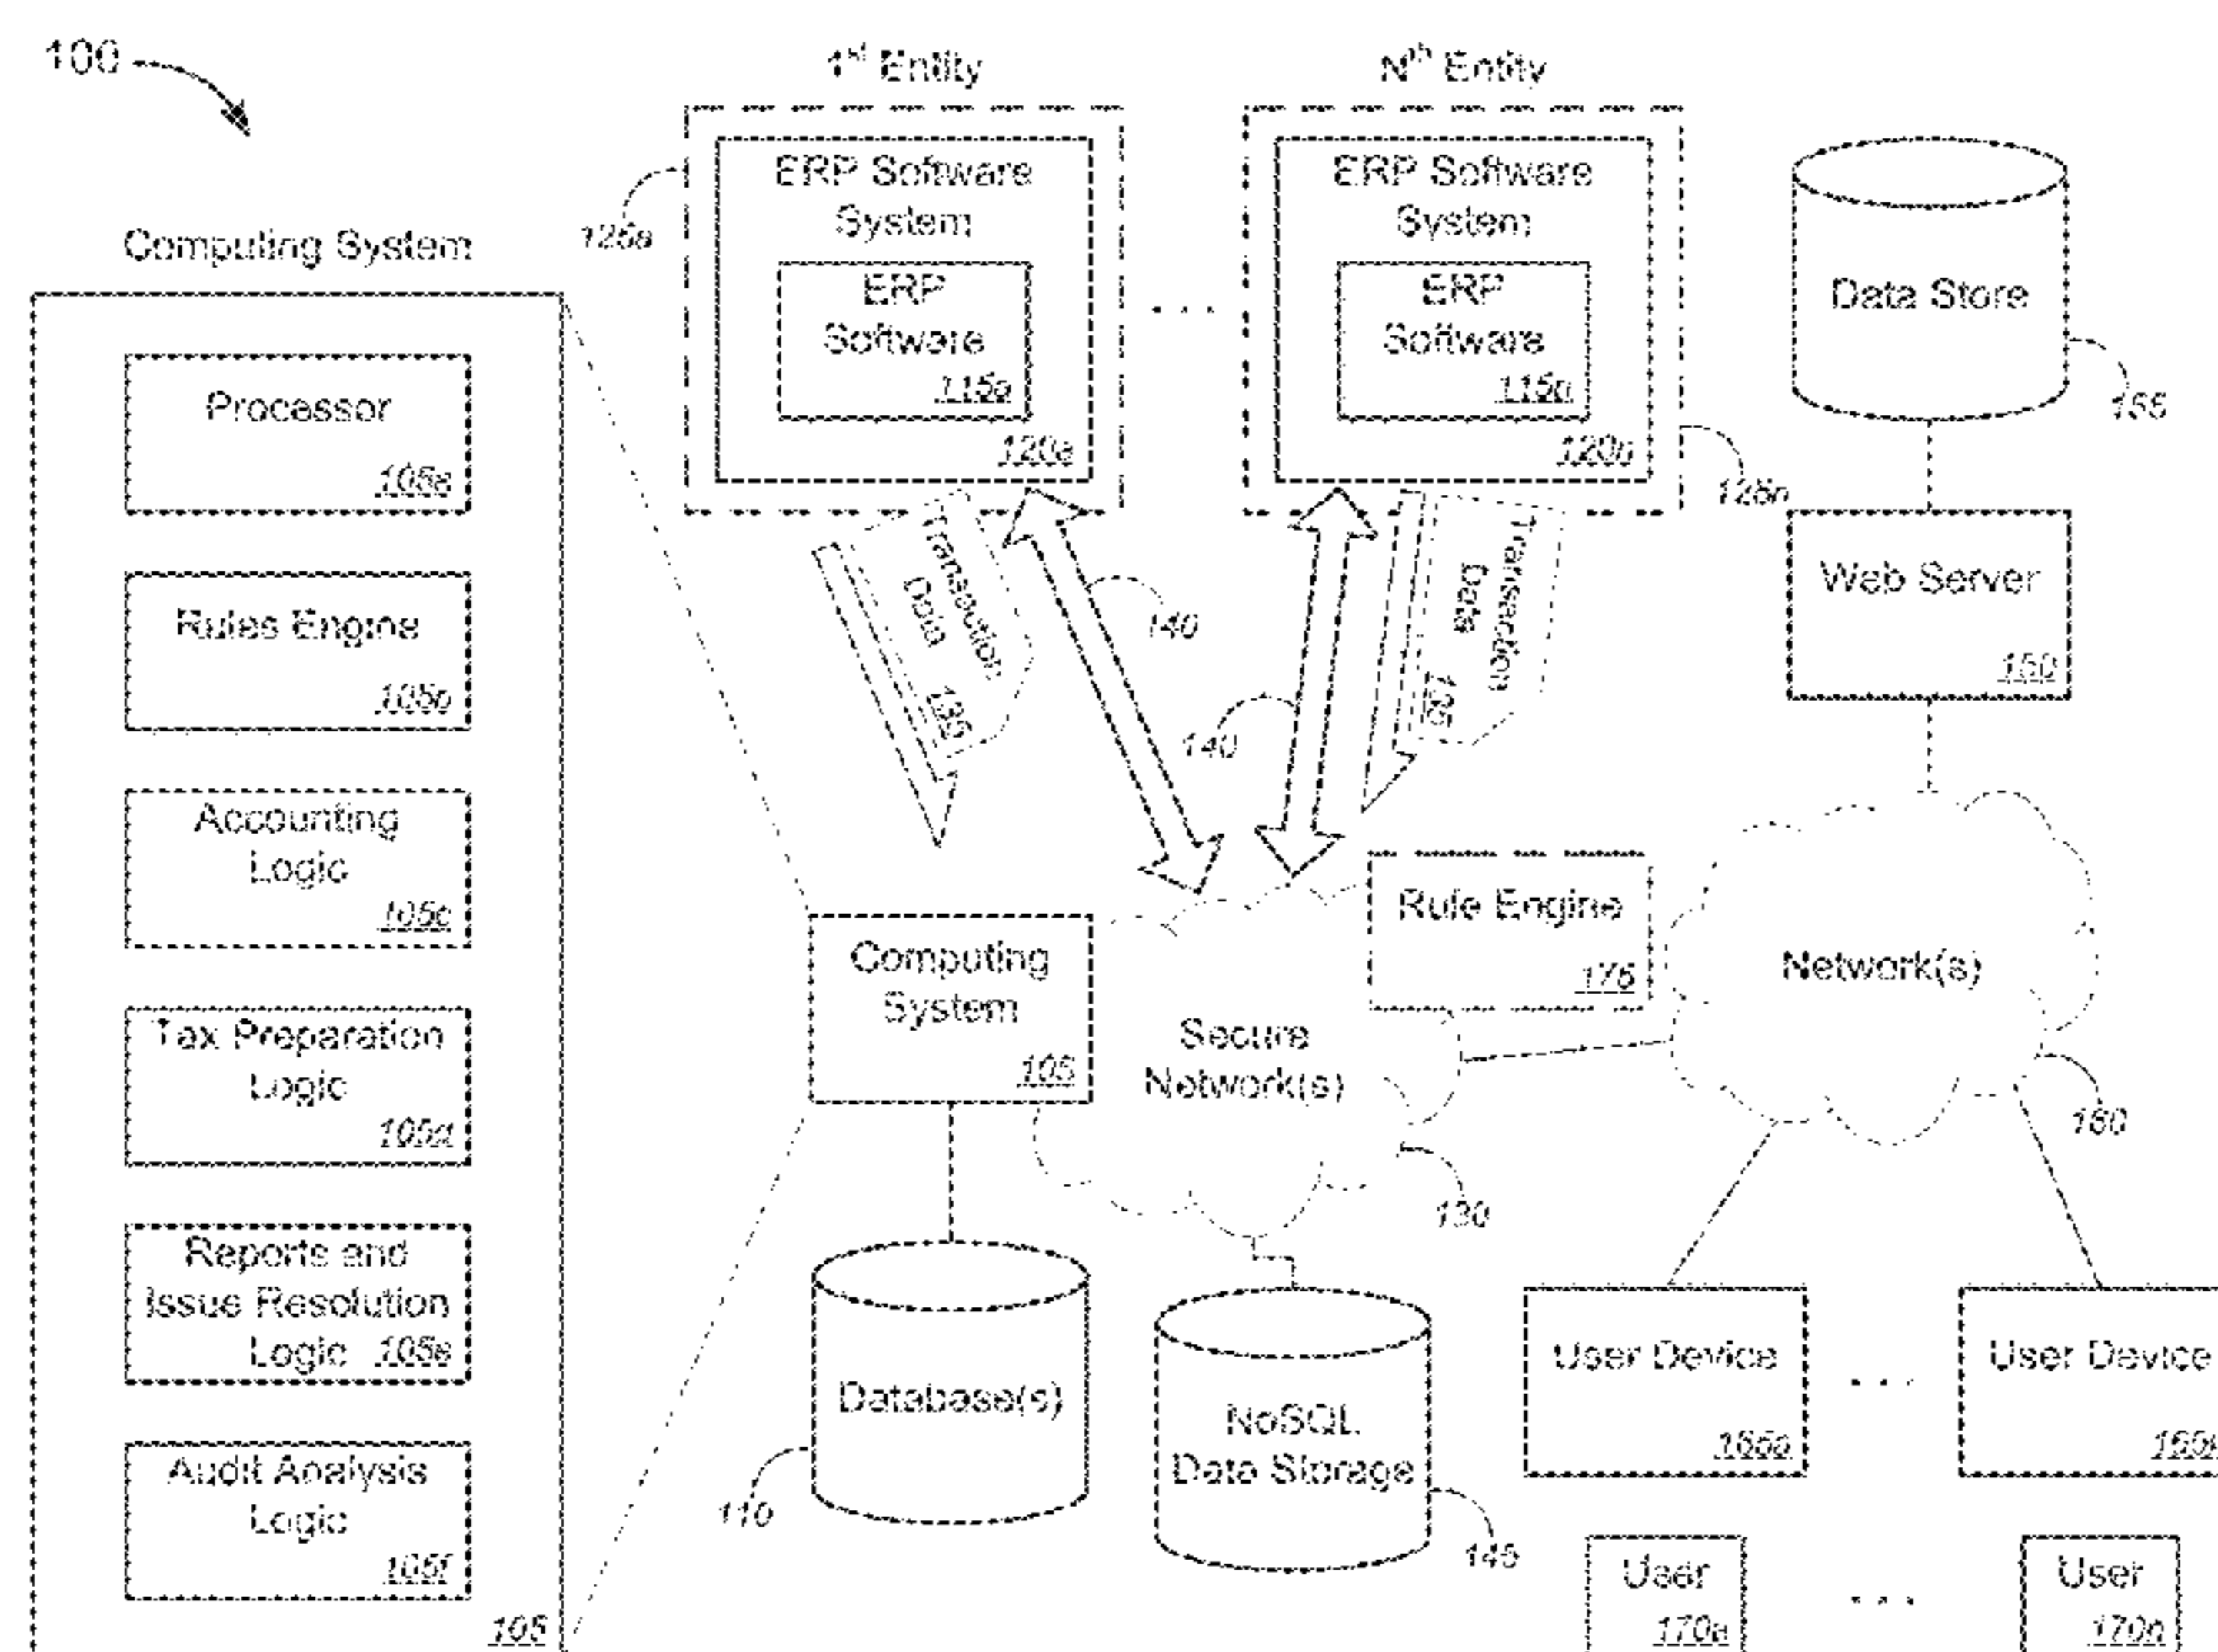 100
1st Entity
Nth Entity
Computing System
Processor
105a
Rules Engine
105b
Accounting
Logic
105c
Tax Preparation
Logic
105d
Reports and
Issue Resolution
Logic 105e
Audit Analysis
Logic
105f
105
125a
ERP Software
System
ERP
Software
115a
120a
...
ERP Software
System
ERP
Software
115n
120n
125n
Data Store
155
Web Server
150
Transaction
Data
135
140
140
Transaction
Data
135
Computing
System
105
Rule Engine
175
Secure
Network(s)
130
Network(s)
160
Database(s)
110
NoSQL
Data Storage
145
User Device
165a
...
User Device
User
170a
...
User
170n